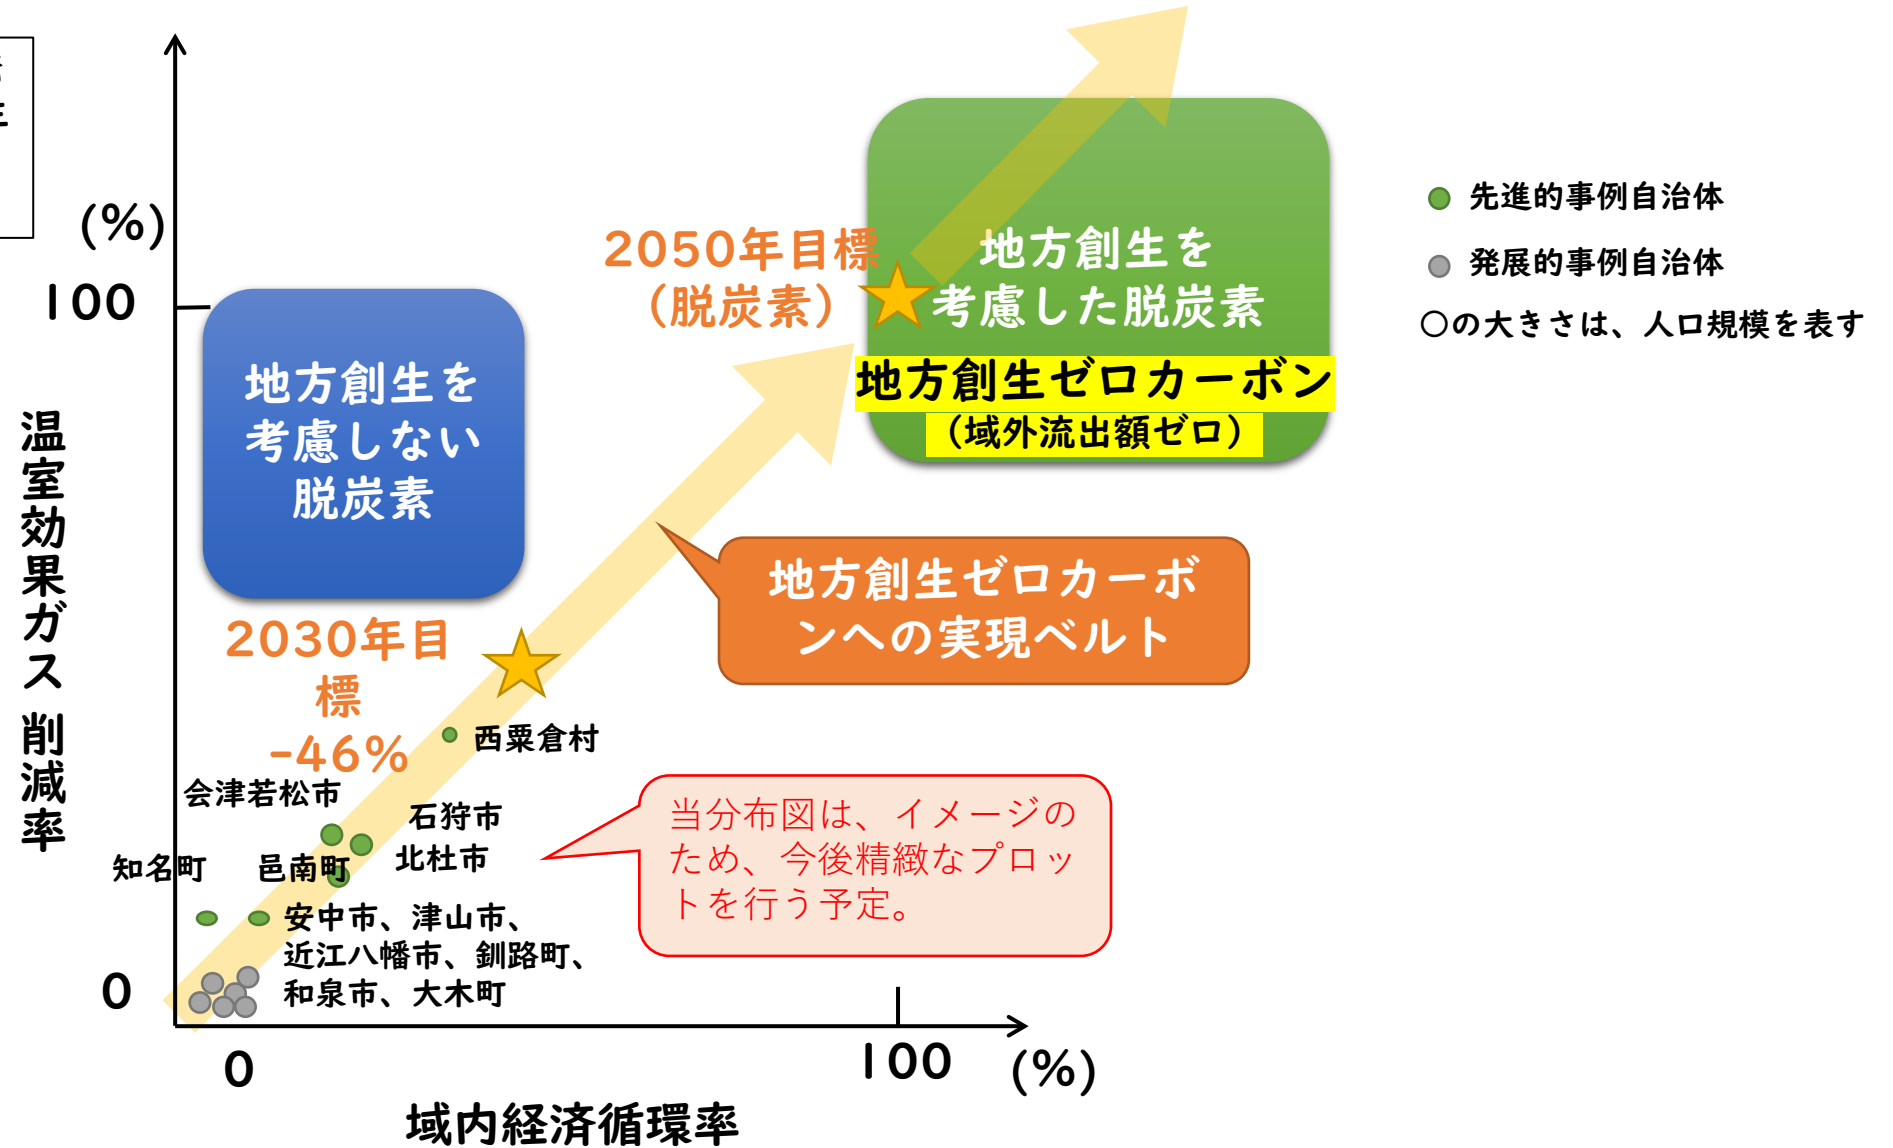 (%)
100
温室効果ガス 削減率
0
0
100
(%)
域内経済循環率
地方創生を
考慮しない
脱炭素
2050年目標
（脱炭素）
地方創生を
考慮した脱炭素
地方創生ゼロカーボン
（域外流出額ゼロ）
先進的事例自治体
発展的事例自治体
〇の大きさは、人口規模を表す
地方創生ゼロカーボ
ンへの実現ベルト
2030年目
標
-46%
西粟倉村
会津若松市
石狩市
北杜市
知名町
邑南町
安中市、津山市、
近江八幡市、釧路町、
和泉市、大木町
当分布図は、イメージの
ため、今後精緻なプロッ
トを行う予定。